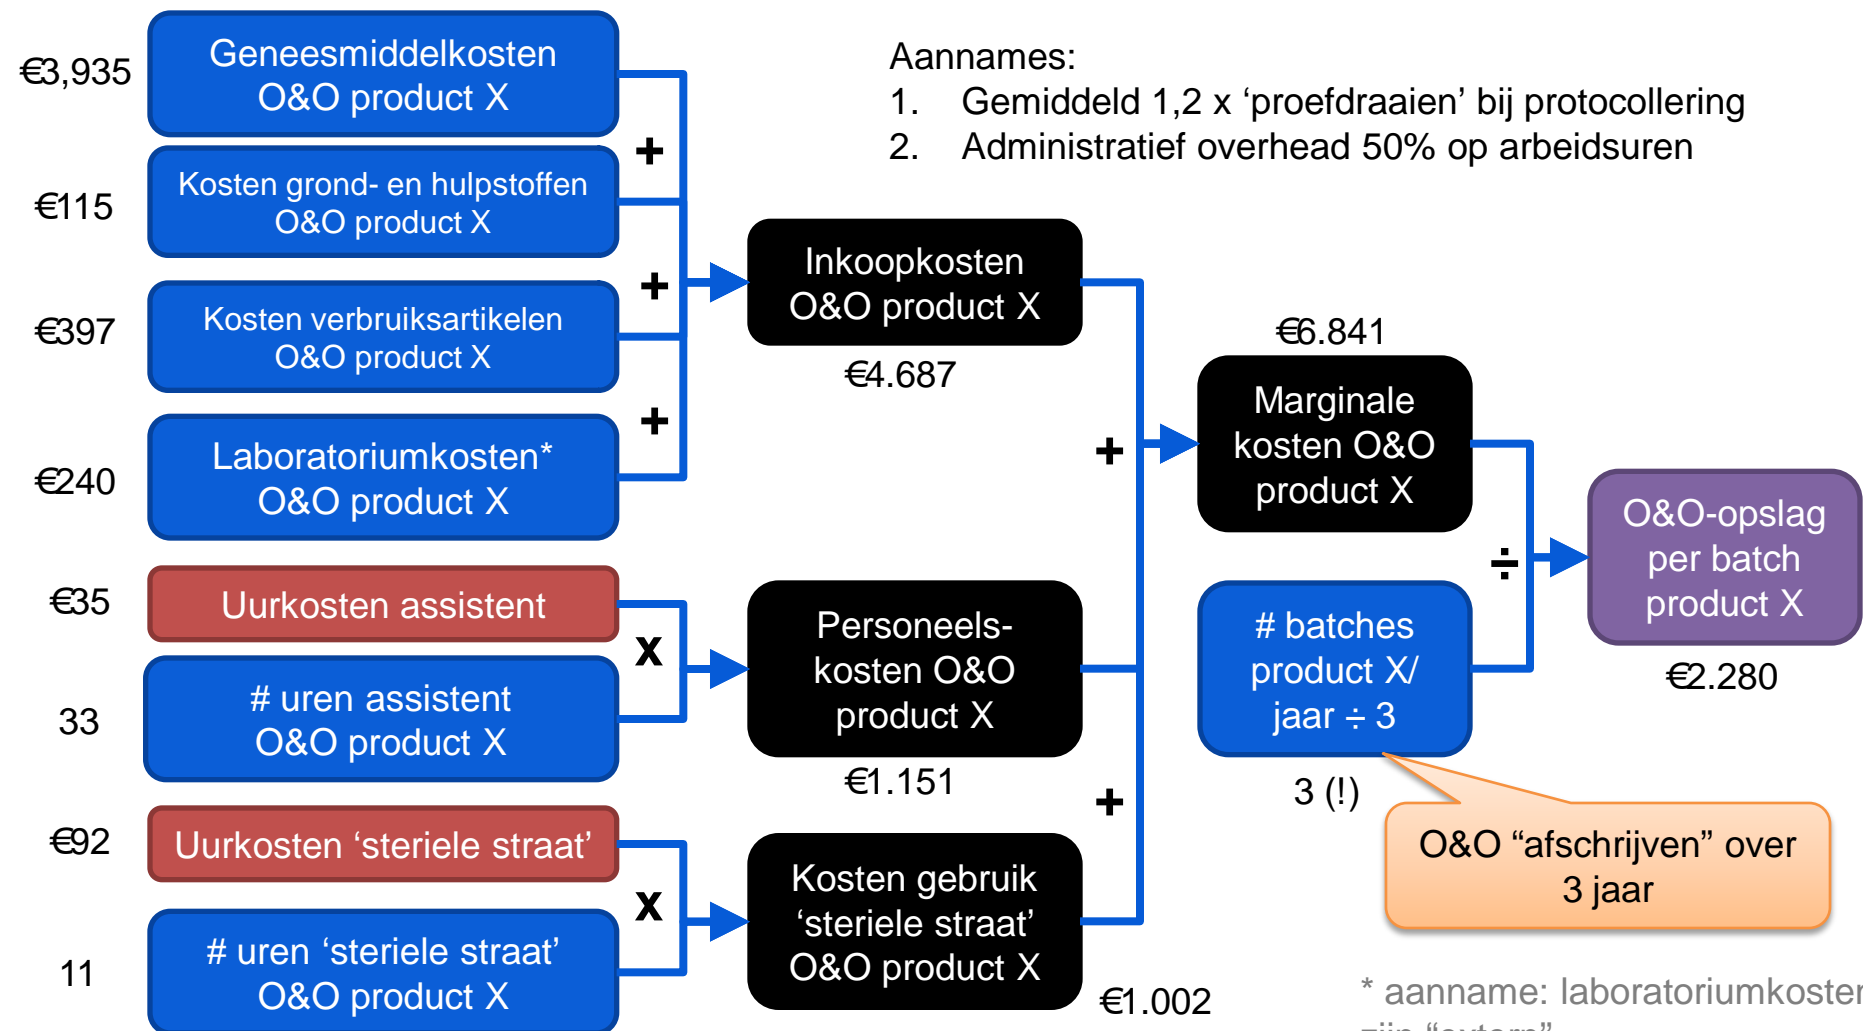 €3,935
Geneesmiddelkosten
O&O product X
+
€115
Kosten grond- en hulpstoffen
O&O product X
+
€397
Kosten verbruiksartikelen
O&O product X
+
€240
Laboratoriumkosten*
O&O product X
€35
Uurkosten assistent
x
33
# uren assistent
O&O product X
€92
Uurkosten ‘steriele straat’
x
11
# uren ‘steriele straat’
O&O product X
Aannames:
1. Gemiddeld 1,2 x ‘proefdraaien’ bij protocollering
2. Administratief overhead 50% op arbeidsuren
Inkoopkosten
O&O product X
€4.687
+
Personeels-
kosten O&O
product X
€1.151
+
Kosten gebruik
‘steriele straat’
O&O product X
€1.002
€6.841
Marginale
kosten O&O
product X
÷
# batches
product X/
jaar ÷ 3
3 (!)
O&O “afschrijven” over
3 jaar
O&O-opslag
per batch
product X
€2.280
* aanname: laboratoriumkosten